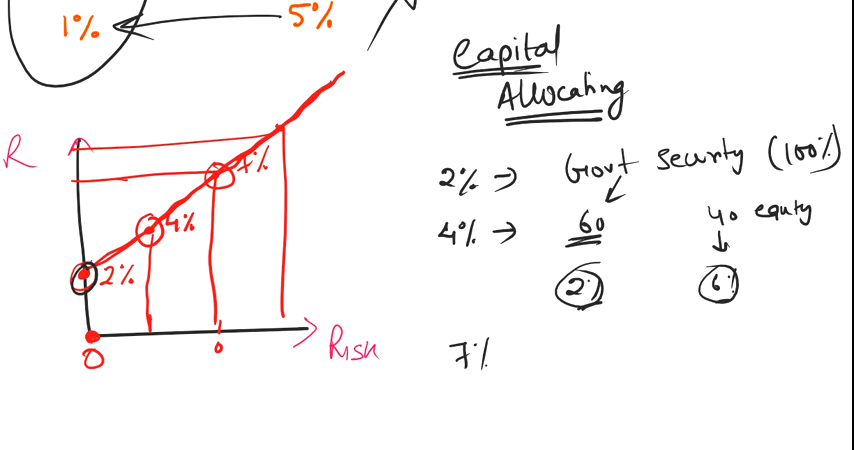 1% 5%
Capital
Allocating
R
7%
4%
2%
0
0
Risk
2% → Govt Security (100%)
4% → 60 40 equity
2% 6%
7%